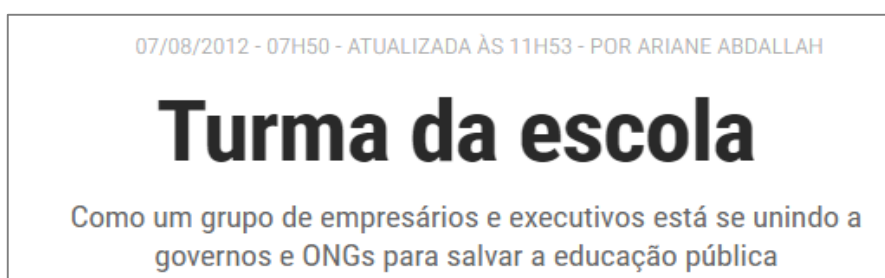 07/08/2012 - 07H50 - ATUALIZADA ÀS 11H53 - POR ARIANE ABDALLAH
Turma da escola
Como um grupo de empresários e executivos está se unindo a
governos e ONGs para salvar a educação pública